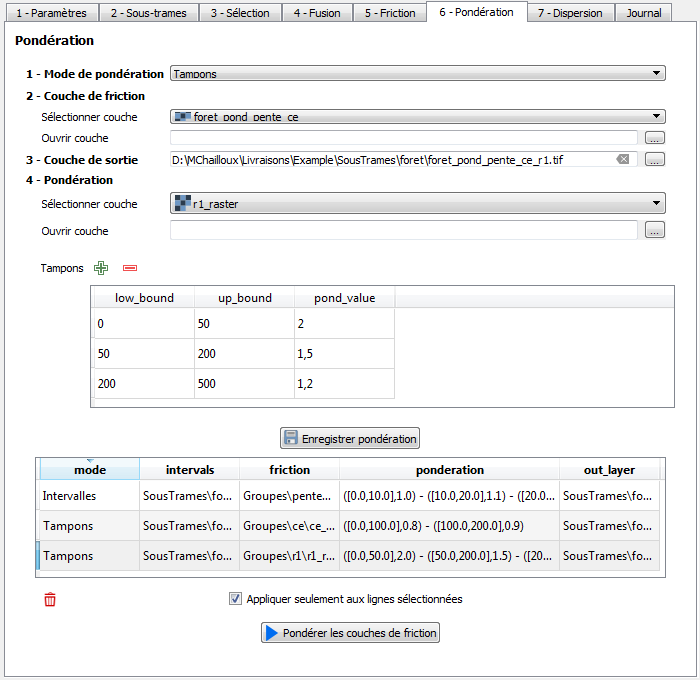 1 - Paramètres 2 - Sous-trames 3 - Sélection 4 - Fusion 5 - Friction 6 - Pondération 7 - Dispersion Journal
Pondération
1 - Mode de pondération Tampons
2 - Couche de friction
Sélectionner couche foret_pond_pente_ce
Ouvrir couche ...
3 - Couche de sortie D:\MChailloux\Livraisons\Example\SousTrames\foret\foret_pond_pente_ce_r1.tif ...
4 - Pondération
Sélectionner couche r1_raster
Ouvrir couche ...
Tampons
low_bound up_bound pond_value
0 50 2
50 200 1,5
200 500 1,2
Enregistrer pondération
mode intervals friction ponderation out_layer
Intervalles SousTrames\fo... Groupes\pente... ([0.0,10.0],1.0) - ([10.0,20.0],1.1) - ([20.0... SousTrames\fo...
Tampons SousTrames\fo... Groupes\ce\ce_... ([0.0,100.0],0.8) - ([100.0,200.0],0.9) SousTrames\fo...
Tampons SousTrames\fo... Groupes\r1\r1_r... ([0.0,50.0],2.0) - ([50.0,200.0],1.5) - ([20... SousTrames\fo...
Appliquer seulement aux lignes sélectionnées
Pondérer les couches de friction